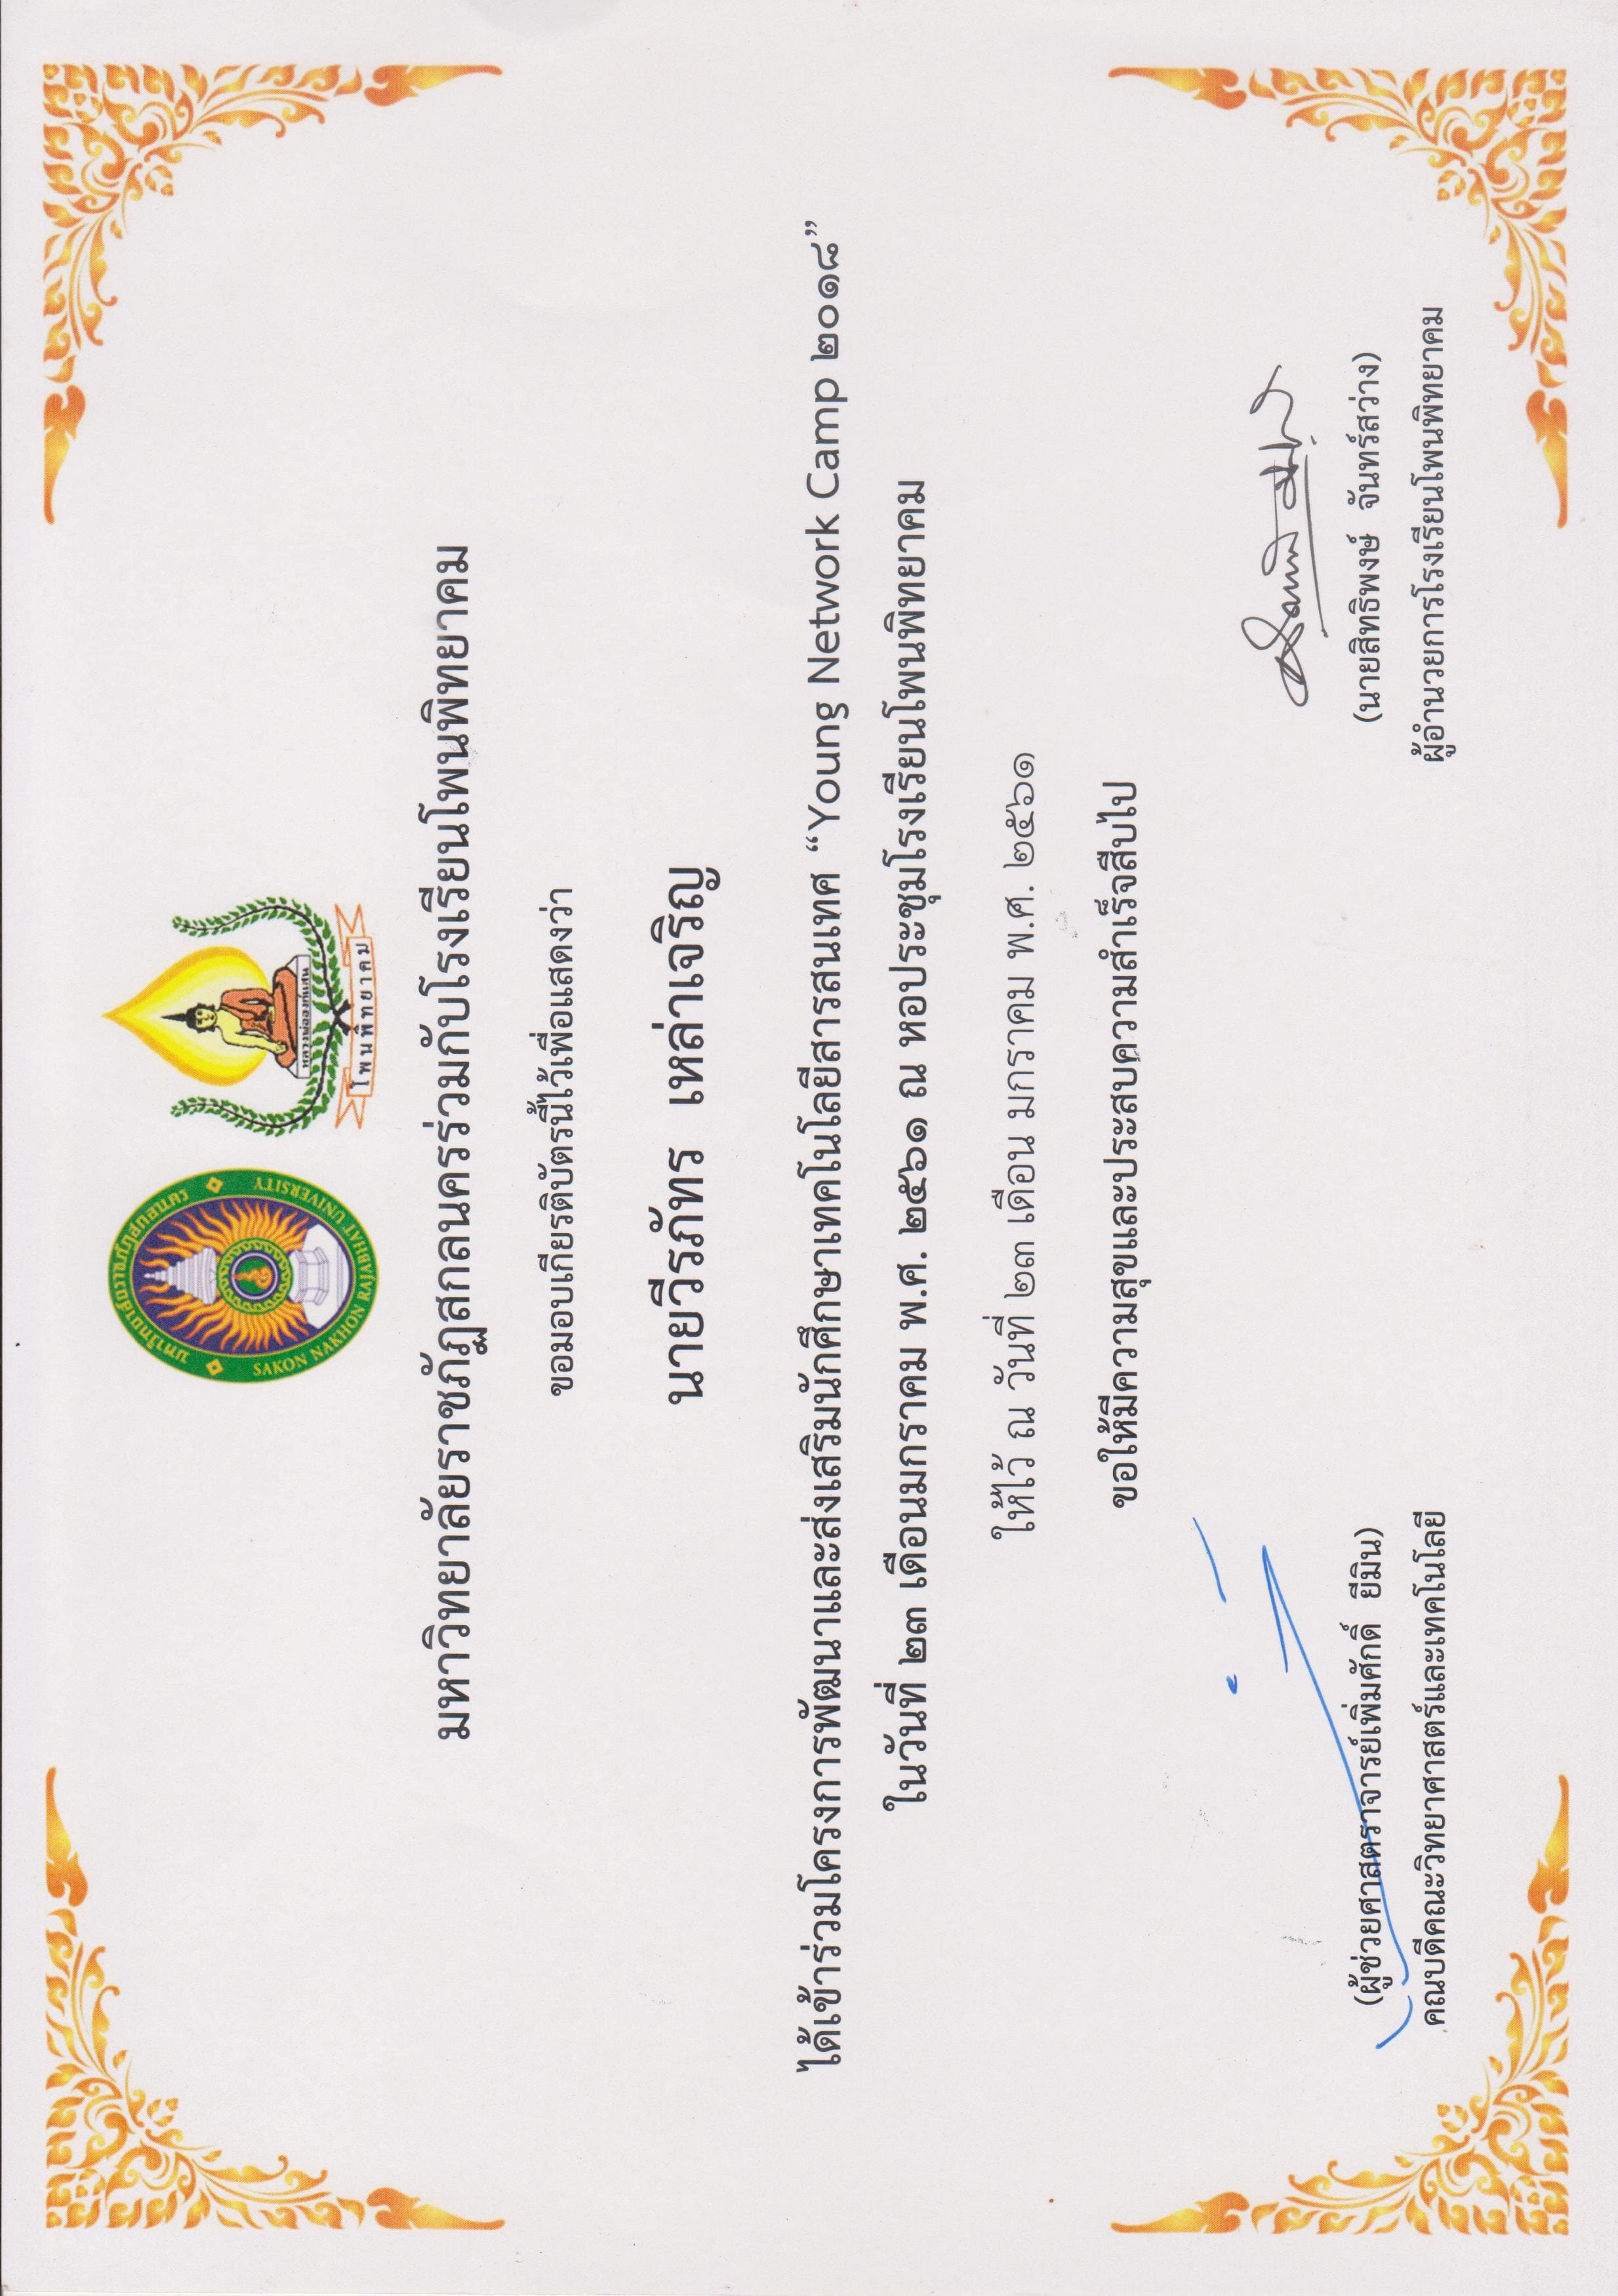 มหาวิทยาลัยราชภัฏสกลนคร
SAKON NAKHON RAJABHAT UNIVERSITY
หลวงพ่อองค์แสน
โพนพิทยาคม
มหาวิทยาลัยราชภัฏสกลนครร่วมกับโรงเรียนโพนพิทยาคม
ขอมอบเกียรติบัตรนี้ไว้เพื่อแสดงว่า
นายวีรภัทร เหล่าเจริญ
ได้เข้าร่วมโครงการพัฒนาและส่งเสริมนักศึกษาเทคโนโลยีสารสนเทศ “Young Network Camp ๒๐๑๘”
ในวันที่ ๒๓ เดือนมกราคม พ.ศ. ๒๕๖๑ ณ หอประชุมโรงเรียนโพนพิทยาคม
ให้ไว้ ณ วันที่ ๒๓ เดือน มกราคม พ.ศ. ๒๕๖๑
ขอให้มีความสุขและประสบความสำเร็จสืบไป
(ผู้ช่วยศาสตราจารย์เพิ่มศักดิ์ ยีมิน)
คณบดีคณะวิทยาศาสตร์และเทคโนโลยี
(นายสิทธิพงษ์ จันทร์สว่าง)
ผู้อำนวยการโรงเรียนโพนพิทยาคม